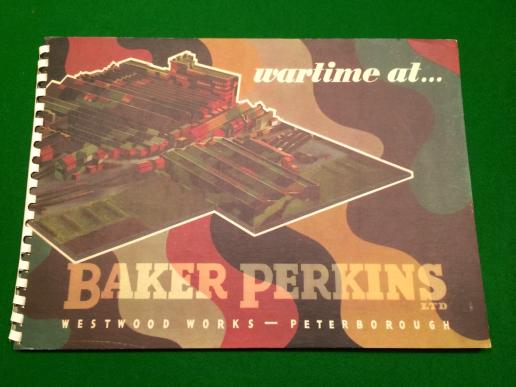 wartime at...
BAKER PERKINS
LTD
WESTWOOD WORKS — PETERBOROUGH